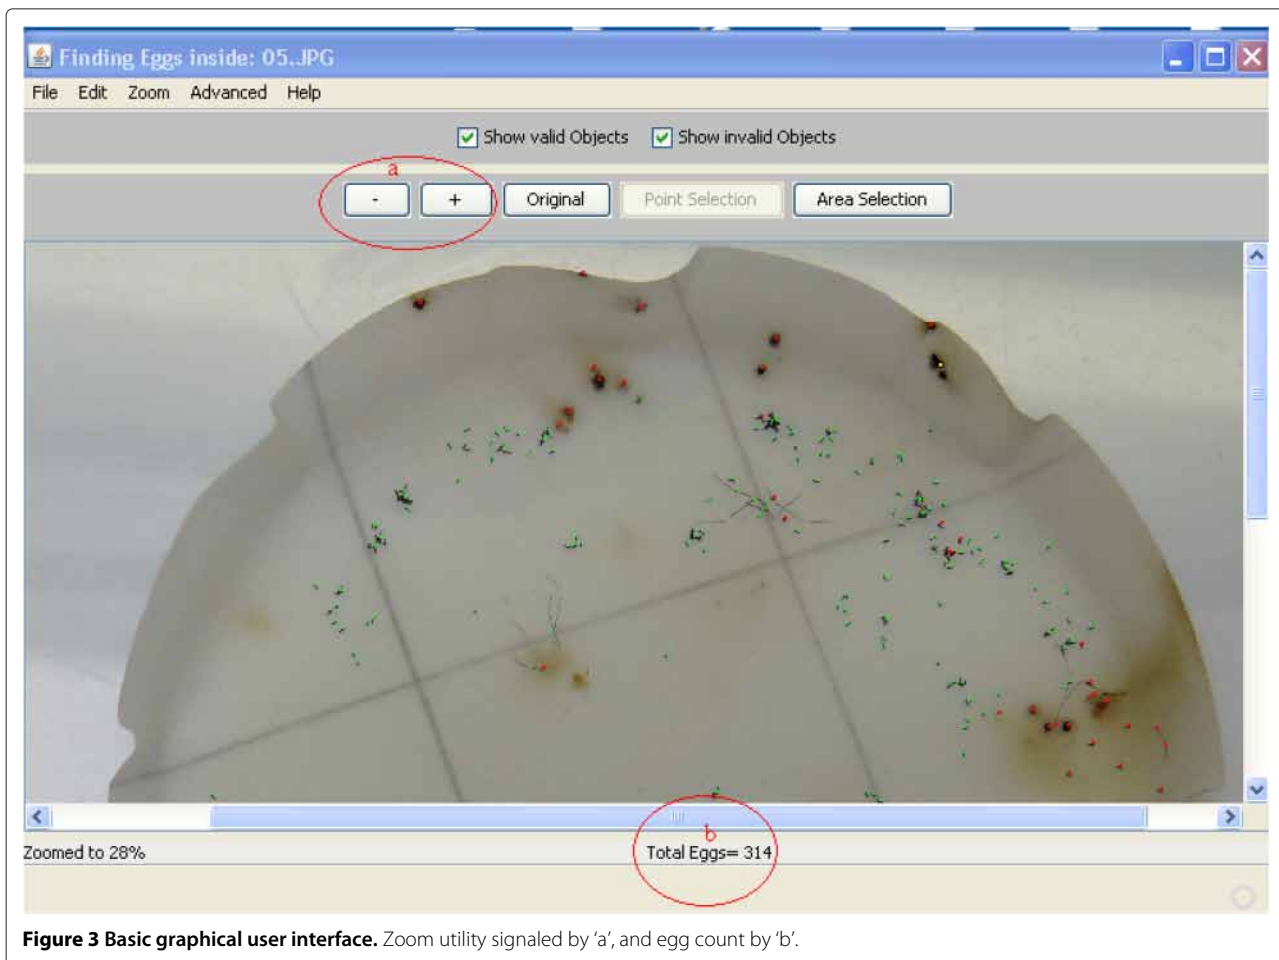 Finding Eggs inside: 05.JPG
File Edit Zoom Advanced Help
Show valid Objects Show invalid Objects
a
- + Original Point Selection Area Selection
b
Zoomed to 28% Total Eggs= 314
Figure 3 Basic graphical user interface. Zoom utility signaled by ‘a’, and egg count by ‘b’.